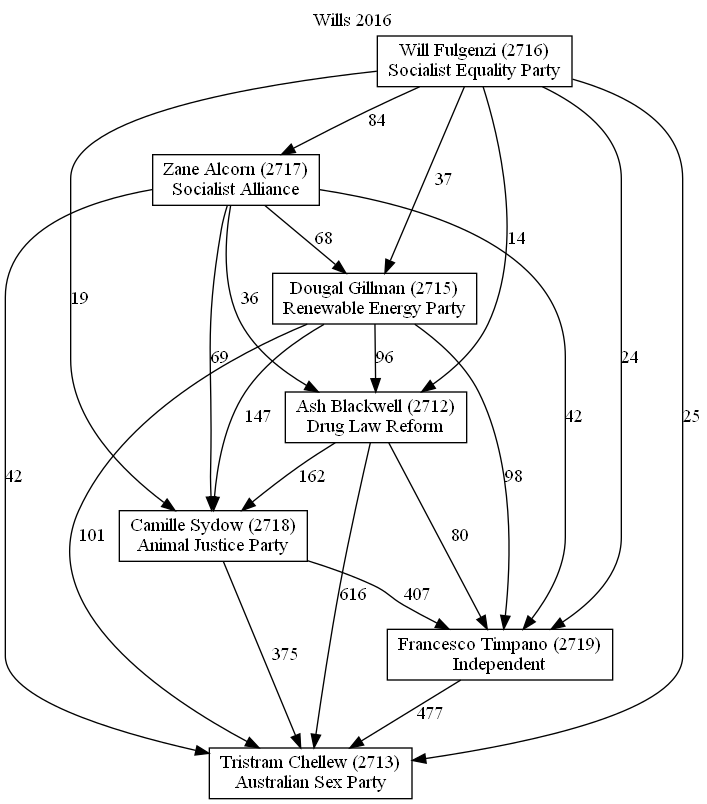 Wills 2016
Will Fulgenzi (2716)
Socialist Equality Party
84
Zane Alcorn (2717)
Socialist Alliance
37
68
14
Dougal Gillman (2715)
Renewable Energy Party
19
36
69
96
24
147
42
25
Ash Blackwell (2712)
Drug Law Reform
42
162
98
Camille Sydow (2718)
Animal Justice Party
101
80
616
407
Francesco Timpano (2719)
Independent
375
477
Tristram Chellew (2713)
Australian Sex Party